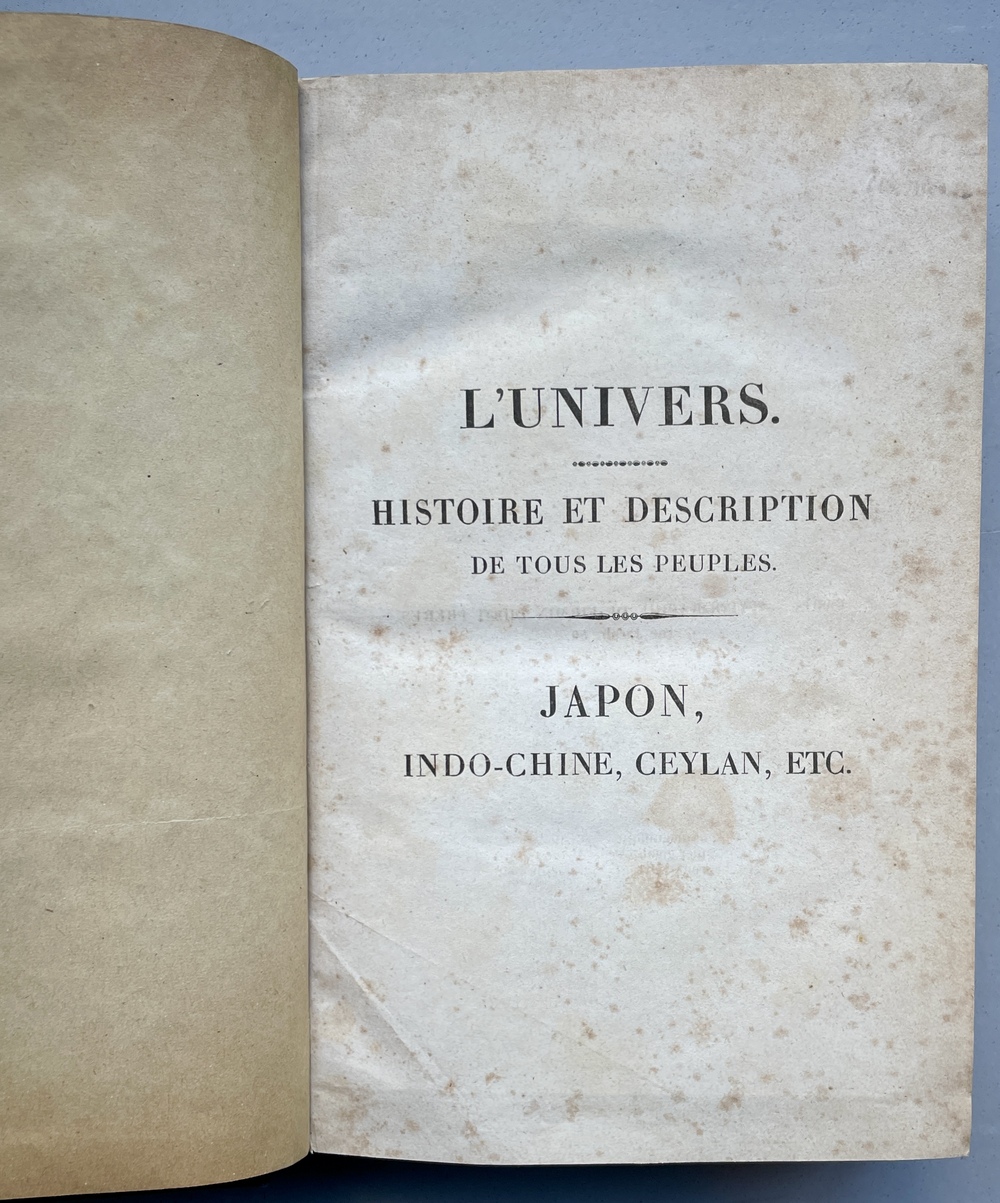 L'UNIVERS.
HISTOIRE ET DESCRIPTION
DE TOUS LES PEUPLES.
JAPON,
INDO-CHINE, CEYLAN, ETC.